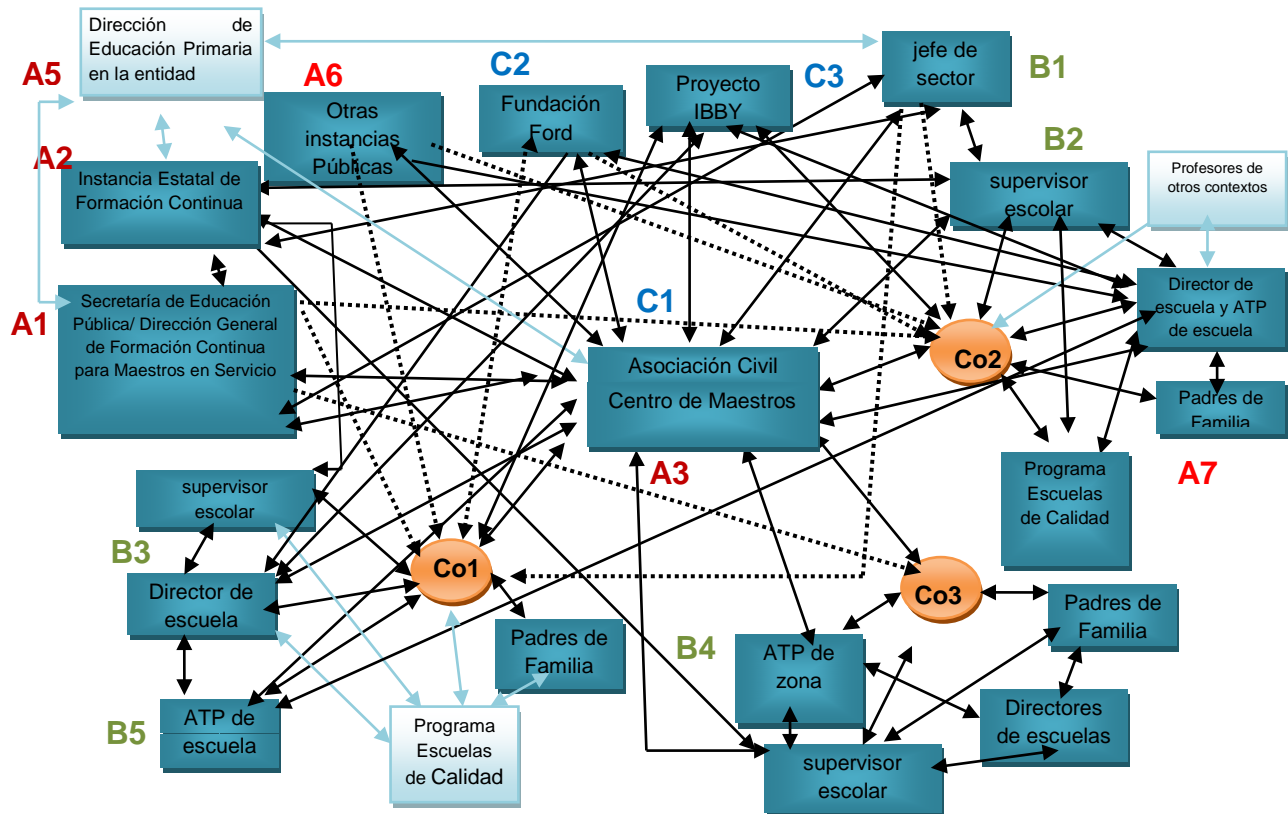 Dirección de
Educación Primaria
en la entidad
A5
A6
C2
C3
jefe de
sector
B1
Otras
instancias
Públicas
Fundación
Ford
Proyecto
IBBY
A2
Instancia Estatal de
Formación Continua
B2
supervisor
escolar
Profesores de
otros contextos
A1
Secretaría de Educación
Pública/ Dirección General
de Formación Continua
para Maestros en Servicio
C1
Asociación Civil
Centro de Maestros
A3
Co2
Director de
escuela y ATP
de escuela
Padres de
Familia
A7
Programa
Escuelas
de Calidad
supervisor
escolar
B3
Director de
escuela
Co1
Padres de
Familia
B5
ATP de
escuela
Programa
Escuelas
de Calidad
Co3
Padres de
Familia
B4
ATP de
zona
Directores
de escuelas
supervisor
escolar